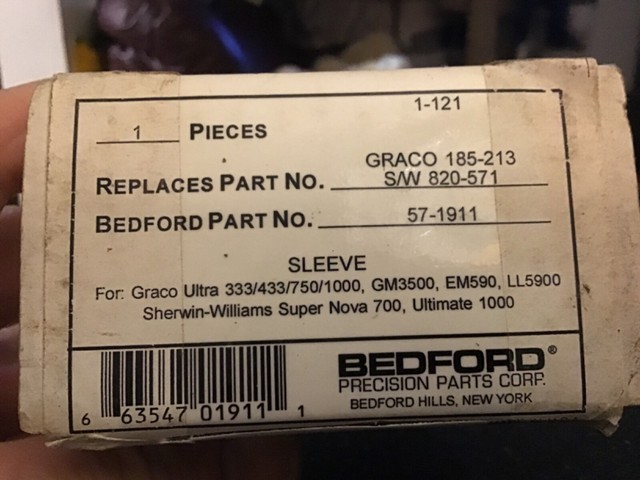 1-121
1 PIECES
GRACO 185-213
REPLACES PART NO. S/W 820-571
BEDFORD PART NO. 57-1911
SLEEVE
For: Graco Ultra 333/433/750/1000, GM3500, EM590, LL5900
Sherwin-Williams Super Nova 700, Ultimate 1000
BEDFORD®
PRECISION PARTS CORP.
BEDFORD HILLS, NEW YORK
6 63547 01911 1